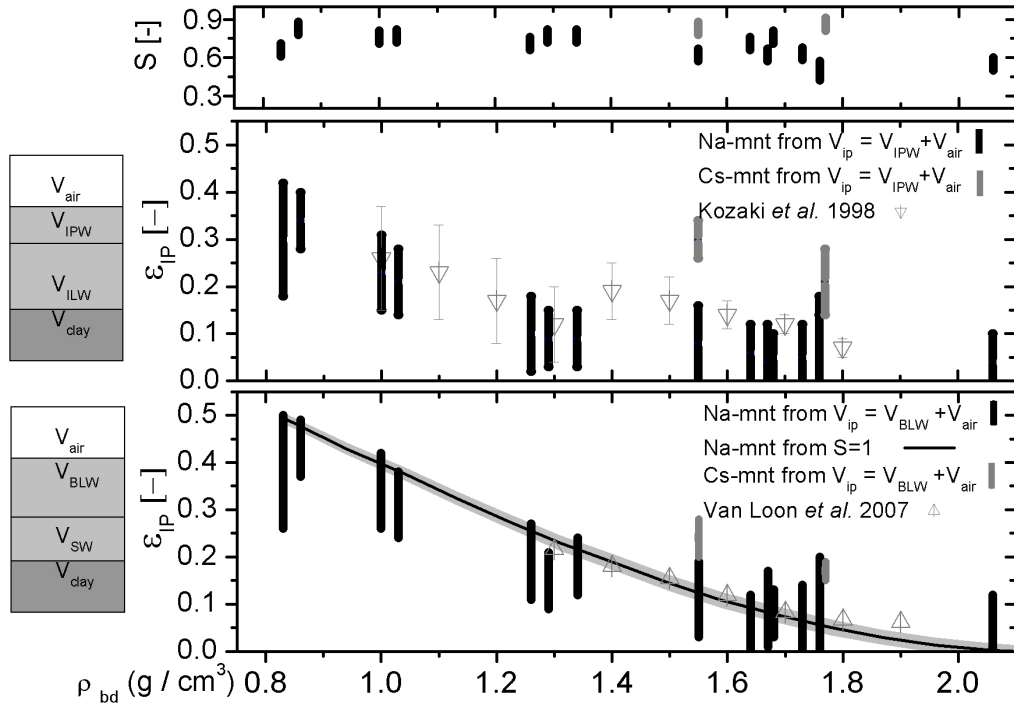 S [-]
0.9
0.6
0.3
V_air
V_IPW
V_ILW
V_clay
ε_IP [−]
0.5
0.4
0.3
0.2
0.1
0.0
Na-mnt from V_ip = V_IPW+V_air
Cs-mnt from V_ip = V_IPW+V_air
Kozaki et al. 1998
V_air
V_BLW
V_SW
V_clay
ε_IP [−]
0.5
0.4
0.3
0.2
0.1
0.0
Na-mnt from V_ip = V_BLW+V_air
Na-mnt from S=1
Cs-mnt from V_ip = V_BLW+V_air
Van Loon et al. 2007
ρ_bd (g / cm³) 0.8 1.0 1.2 1.4 1.6 1.8 2.0